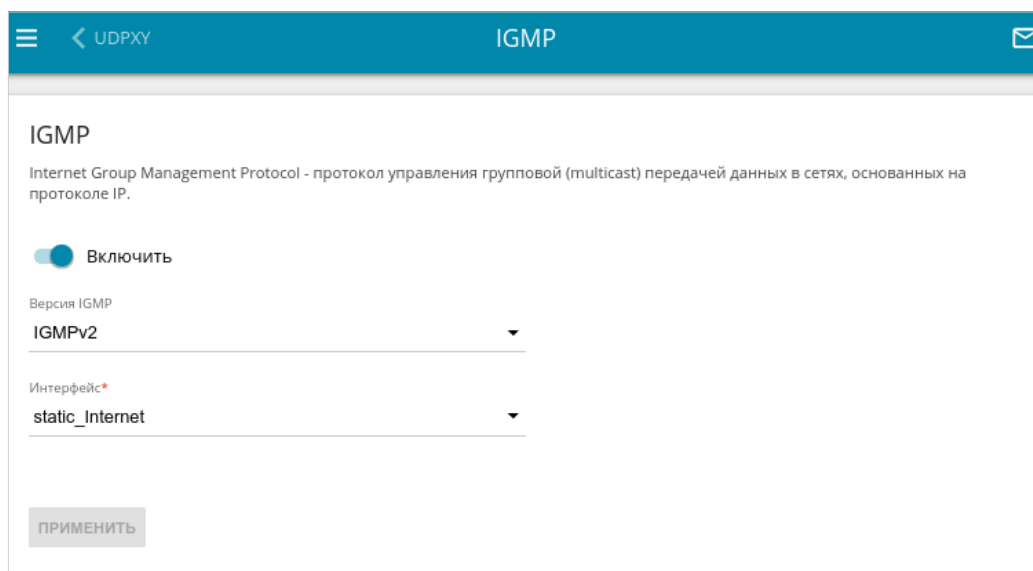 UDPXY
IGMP
IGMP
Internet Group Management Protocol - протокол управления групповой (multicast) передачей данных в сетях, основанных на
протоколе IP.
Включить
Версия IGMP
IGMPv2
Интерфейс*
static_Internet
ПРИМЕНИТЬ